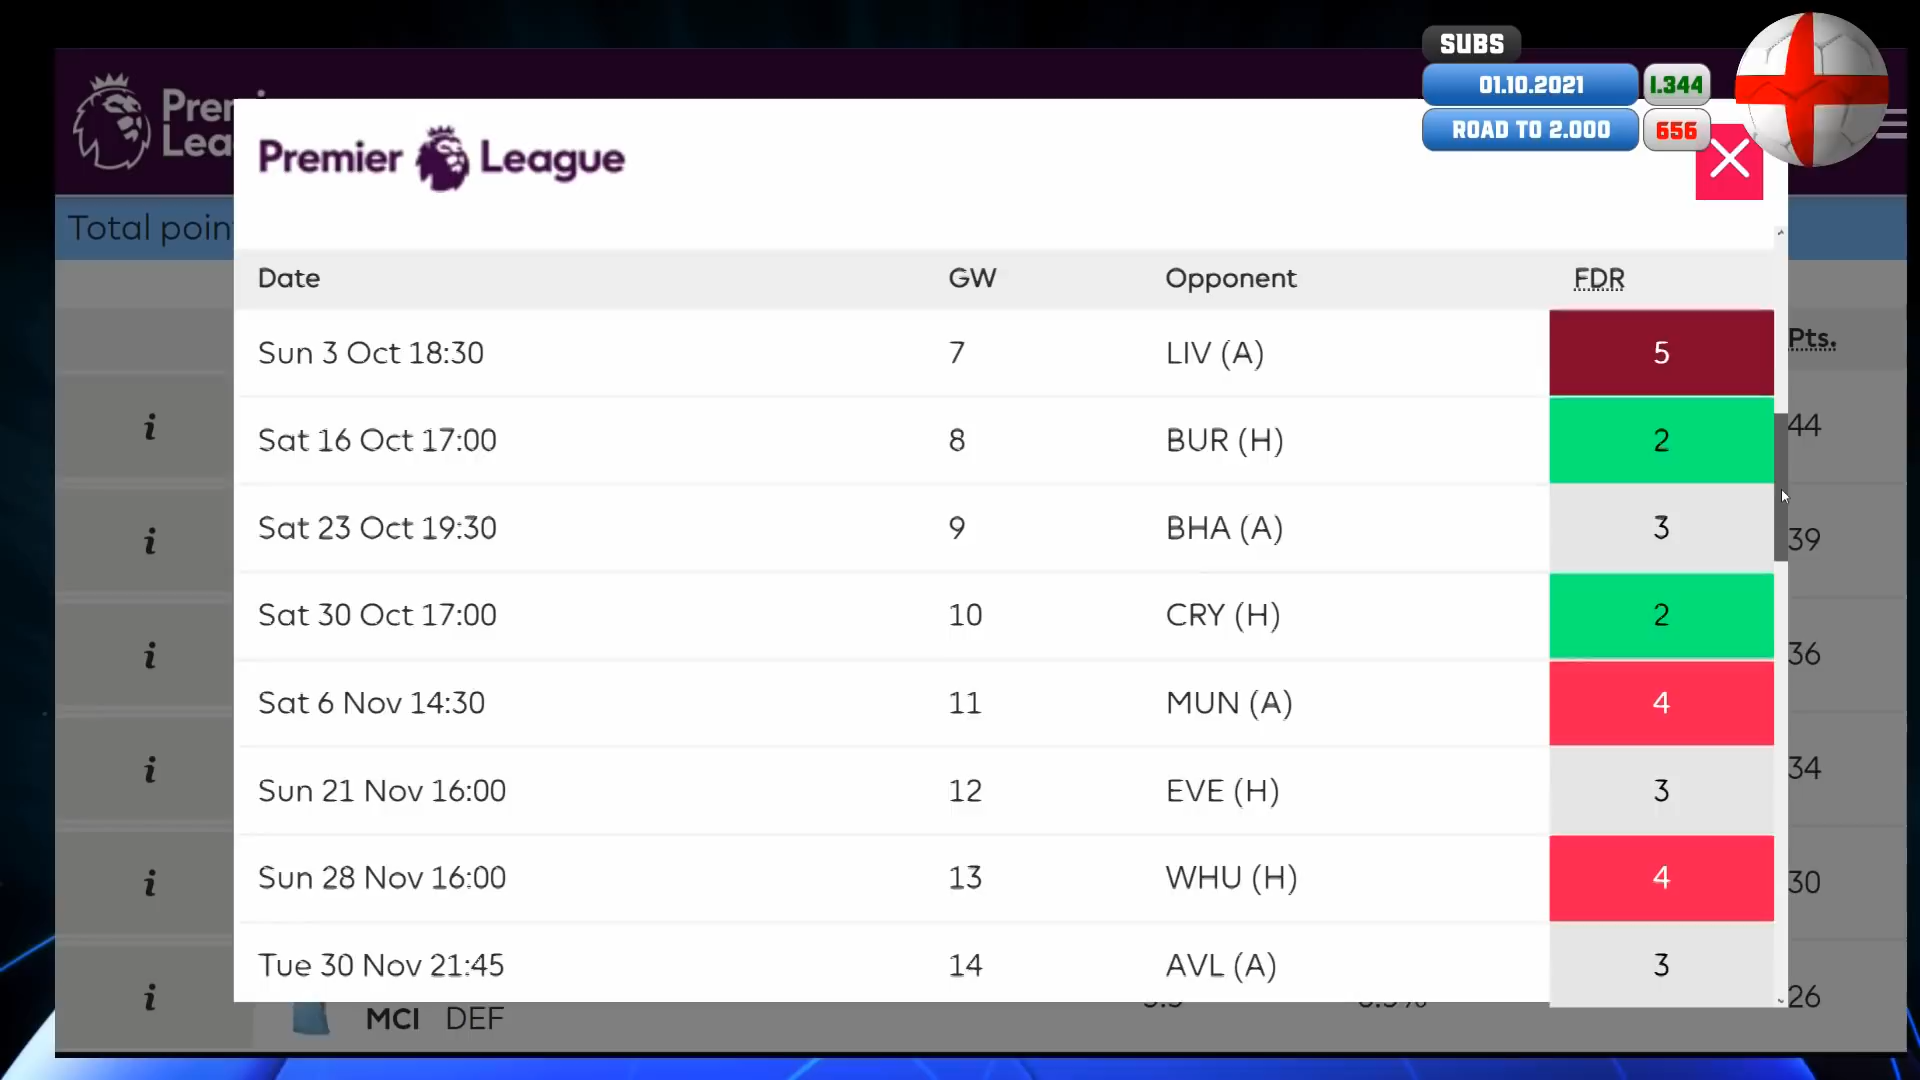 SUBS
01.10.2021 1.344
ROAD TO 2.000 656
Premier League
Total poin
Date GW Opponent FDR
Pts.
Sun 3 Oct 18:30 7 LIV (A) 5
i 44
Sat 16 Oct 17:00 8 BUR (H) 2
Sat 23 Oct 19:30 9 BHA (A) 3
i 39
Sat 30 Oct 17:00 10 CRY (H) 2
i 36
Sat 6 Nov 14:30 11 MUN (A) 4
i 34
Sun 21 Nov 16:00 12 EVE (H) 3
Sun 28 Nov 16:00 13 WHU (H) 4
i 30
Tue 30 Nov 21:45 14 AVL (A) 3
i 26
MCI DEF